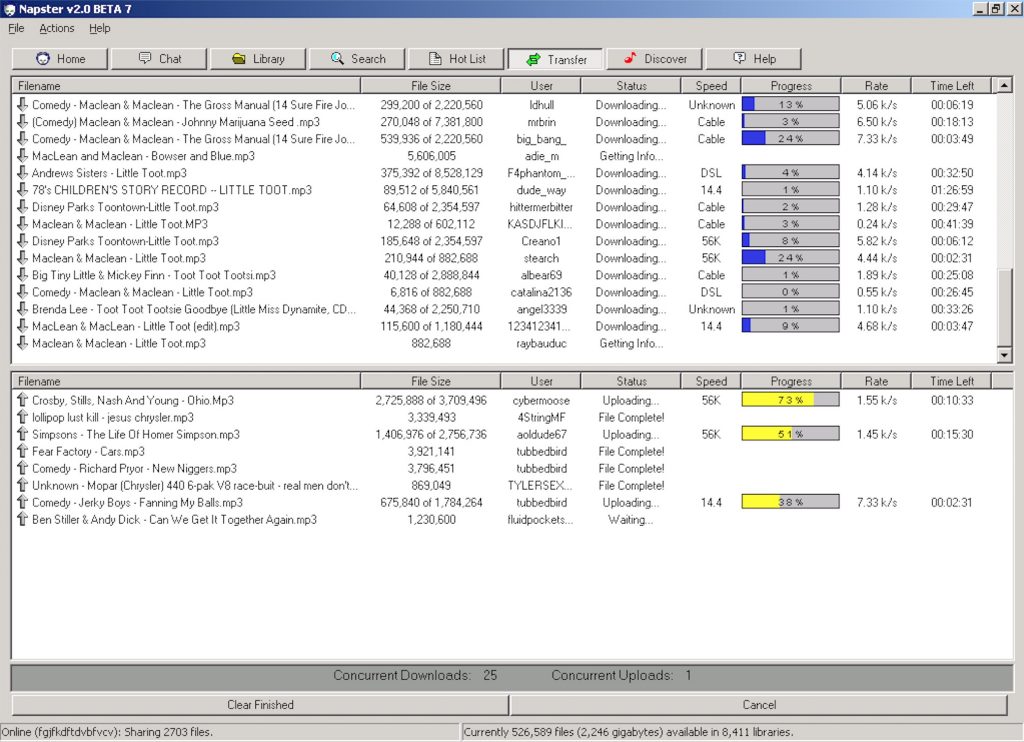 Napster v2.0 BETA 7
File Actions Help
Home Chat Library Search Hot List Transfer Discover Help
Filename File Size User Status Speed Progress Rate Time Left
Comedy - Maclean & Maclean - The Gross Manual (14 Sure Fire Jo... 299,200 of 2,220,560 ldhull Downloading... Unknown 13 % 5.06 k/s 00:06:19
(Comedy) Maclean & Maclean - Johnny Marijuana Seed .mp3 270,048 of 7,381,800 mrbrin Downloading... Cable 3 % 6.50 k/s 00:18:13
Comedy - Maclean & Maclean - The Gross Manual (14 Sure Fire Jo... 539,936 of 2,220,560 big_bang_ Downloading... Cable 24 % 7.33 k/s 00:03:49
MacLean and Maclean - Bowser and Blue.mp3 5,606,005 adie_m Getting Info...
Andrews Sisters - Little Toot.mp3 375,392 of 8,528,129 F4phantom_... Downloading... DSL 4 % 4.14 k/s 00:32:50
78's CHILDREN'S STORY RECORD -- LITTLE TOOT.mp3 89,512 of 5,840,561 dude_way Downloading... 14.4 1 % 1.10 k/s 01:26:59
Disney Parks Toontown-Little Toot.mp3 64,608 of 2,354,597 hittermerbitter Downloading... Cable 2 % 1.28 k/s 00:29:47
Maclean & Maclean - Little Toot.MP3 12,288 of 602,112 KASDJFLKI... Downloading... Cable 3 % 0.24 k/s 00:41:39
Disney Parks Toontown-Little Toot.mp3 185,648 of 2,354,597 Creano1 Downloading... 56K 8 % 5.82 k/s 00:06:12
Maclean & Maclean - Little Toot.mp3 210,944 of 882,688 stearch Downloading... 56K 24 % 4.44 k/s 00:02:31
Big Tiny Little & Mickey Finn - Toot Toot Tootsi.mp3 40,128 of 2,888,844 albear69 Downloading... Cable 1 % 1.89 k/s 00:25:08
Comedy - Maclean & Maclean - Little Toot.mp3 6,816 of 882,688 catalina2136 Downloading... DSL 0 % 0.55 k/s 00:26:45
Brenda Lee - Toot Toot Tootsie Goodbye (Little Miss Dynamite, CD... 44,368 of 2,250,710 angel3339 Downloading... Unknown 1 % 1.10 k/s 00:33:26
MacLean & MacLean - Little Toot (edit).mp3 115,600 of 1,180,444 123412341... Downloading... 14.4 9 % 4.68 k/s 00:03:47
Maclean & Maclean - Little Toot.mp3 882,688 raybauduc Getting Info...
Filename File Size User Status Speed Progress Rate Time Left
Crosby, Stills, Nash And Young - Ohio.Mp3 2,725,888 of 3,709,496 cybermoose Uploading... 56K 73 % 1.55 k/s 00:10:33
lollipop lust kill - jesus chrysler.mp3 3,339,493 4StringMF File Complete!
Simpsons - The Life Of Homer Simpson.mp3 1,406,976 of 2,756,736 aoldude67 Uploading... 56K 51 % 1.45 k/s 00:15:30
Fear Factory - Cars.mp3 3,921,141 tubbedbird File Complete!
Comedy - Richard Pryor - New Niggers.mp3 3,796,451 tubbedbird File Complete!
Unknown - Mopar (Chrysler) 440 6-pak V8 race-buit - real men don't... 869,049 TYLERSEX... File Complete!
Comedy - Jerky Boys - Fanning My Balls.mp3 675,840 of 1,784,264 tubbedbird Uploading... 14.4 38 % 7.33 k/s 00:02:31
Ben Stiller & Andy Dick - Can We Get It Together Again.mp3 1,230,600 fluidpockets... Waiting...
Concurrent Downloads: 25 Concurrent Uploads: 1
Clear Finished Cancel
Online (fgjfkdftdvbfvcv): Sharing 2703 files. Currently 526,589 files (2,246 gigabytes) available in 8,411 libraries.